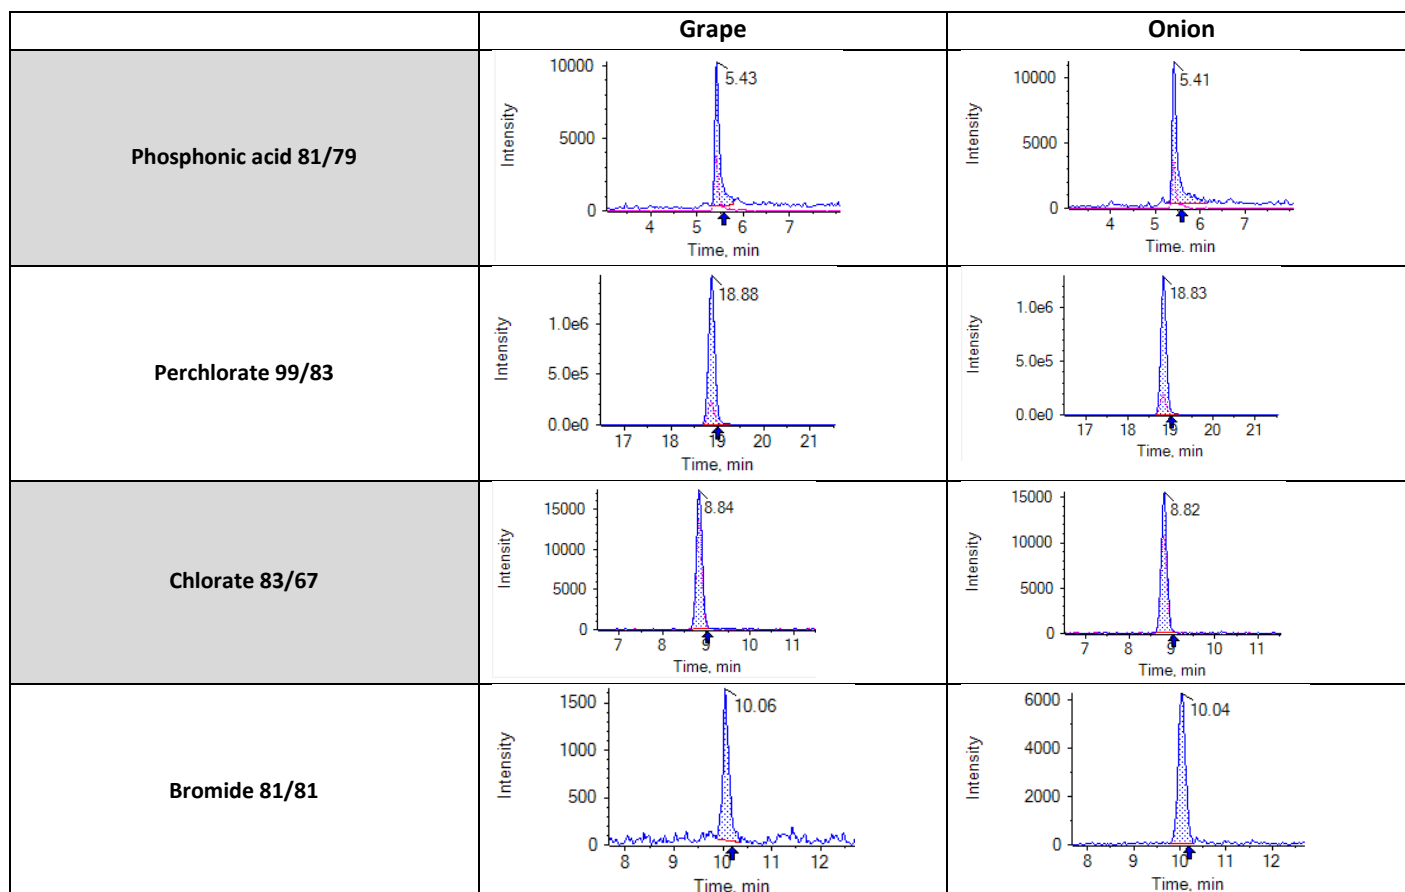 Grape
Onion
Phosphonic acid 81/79
Intensity
10000
5000
0
5.43
4 5 6 7
Time, min
Intensity
10000
5000
0
5.41
4 5 6 7
Time. min
Perchlorate 99/83
Intensity
1.0e6
5.0e5
0.0e0
18.88
17 18 19 20 21
Time, min
Intensity
1.0e6
5.0e5
0.0e0
18.83
17 18 19 20 21
Time, min
Chlorate 83/67
Intensity
15000
10000
5000
0
8.84
7 8 9 10 11
Time, min
Intensity
15000
10000
5000
0
8.82
7 8 9 10 11
Time, min
Bromide 81/81
Intensity
1500
1000
500
0
10.06
8 9 10 11 12
Time, min
Intensity
6000
4000
2000
0
10.04
8 9 10 11 12
Time, min